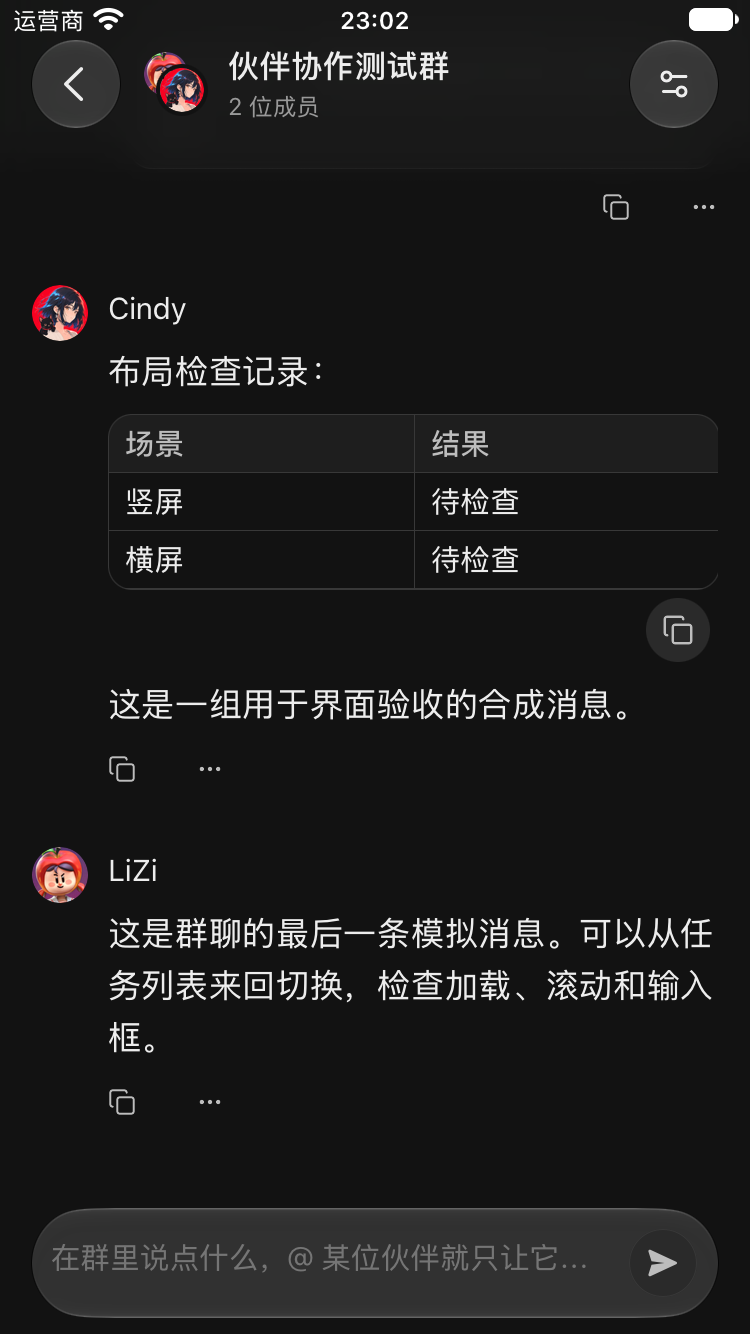 运营商 23:02
伙伴协作测试群
2 位成员
Cindy
布局检查记录：
场景 结果
竖屏 待检查
横屏 待检查
这是一组用于界面验收的合成消息。
LiZi
这是群聊的最后一条模拟消息。可以从任
务列表来回切换，检查加载、滚动和输入
框。
在群里说点什么，@ 某位伙伴就只让它…